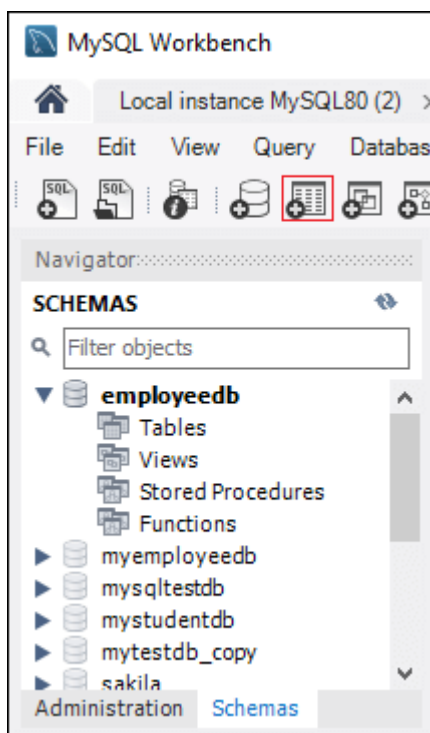 MySQL Workbench
Local instance MySQL80 (2)
File Edit View Query Databas
SQL SQL
Navigator
SCHEMAS
Filter objects
employeedb
Tables
Views
Stored Procedures
Functions
myemployeedb
mysqltestdb
mystudentdb
mytestdb_copy
sakila
Administration Schemas